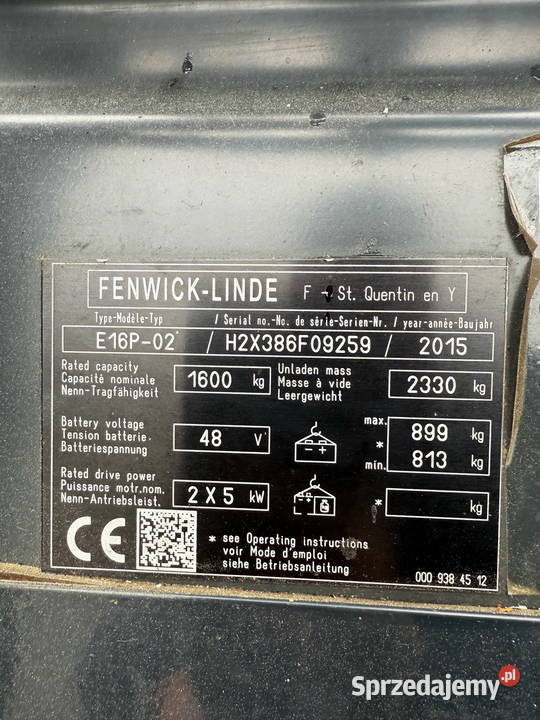 FENWICK-LINDE F - St. Quentin en Y
Type-Modèle-Typ / Serial no.-No. de série-Serien-Nr. / year-année-Baujahr
E16P-02 / H2X386F09259 / 2015
Rated capacity
Capacité nominale
Nenn-Tragfähigkeit
1600 kg
Unladen mass
Masse à vide
Leergewicht
2330 kg
Battery voltage
Tension batterie
Batteriespannung
48 V
- +
max. 899 kg
*
min. 813 kg
Rated drive power
Puissance motr.nom.
Nenn-Antriebsleist.
2 X 5 kW
- +
* kg
CE
* see Operating instructions
voir Mode d'emploi
siehe Betriebsanleitung
000 938 45 12
Sprzedajemy.pl